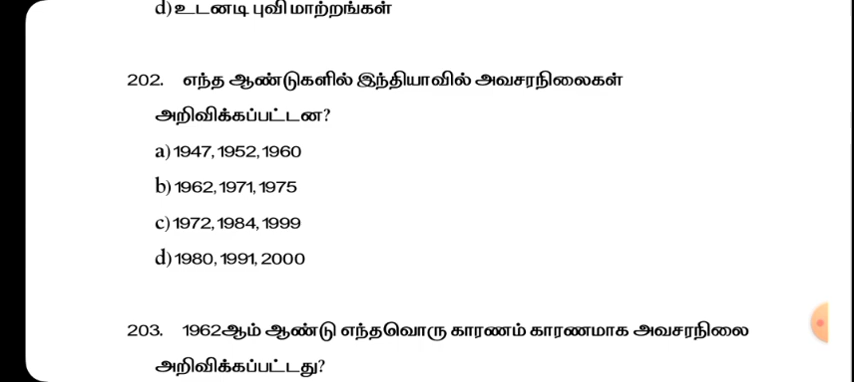 d) உடனடி புவி மாற்றங்கள்
202. எந்த ஆண்டுகளில் இந்தியாவில் அவசரநிலைகள்
அறிவிக்கப்பட்டன?
a) 1947, 1952, 1960
b) 1962, 1971, 1975
c) 1972, 1984, 1999
d) 1980, 1991, 2000
203. 1962ஆம் ஆண்டு எந்தவொரு காரணம் காரணமாக அவசரநிலை
அறிவிக்கப்பட்டது?